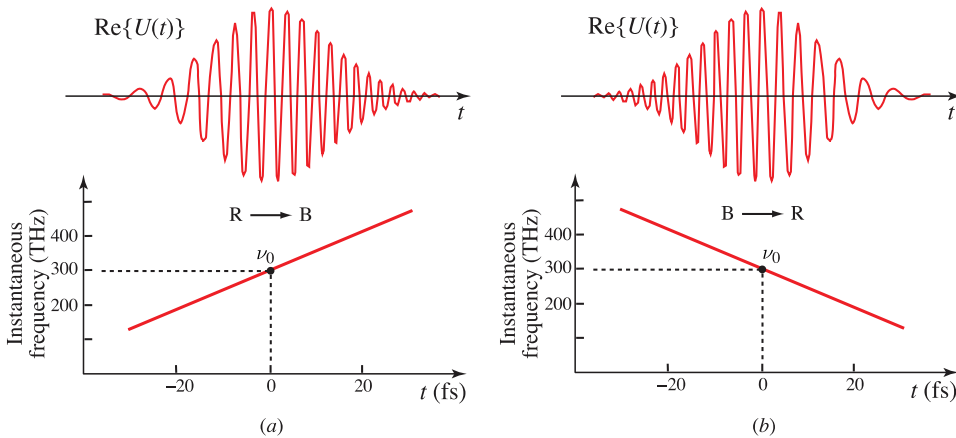 Re{U(t)}
t
Instantaneous
frequency (THz)
400
300
200
R → B
ν0
−20
0
20
t (fs)
(a)
Re{U(t)}
t
Instantaneous
frequency (THz)
400
300
200
B → R
ν0
−20
0
20
t (fs)
(b)